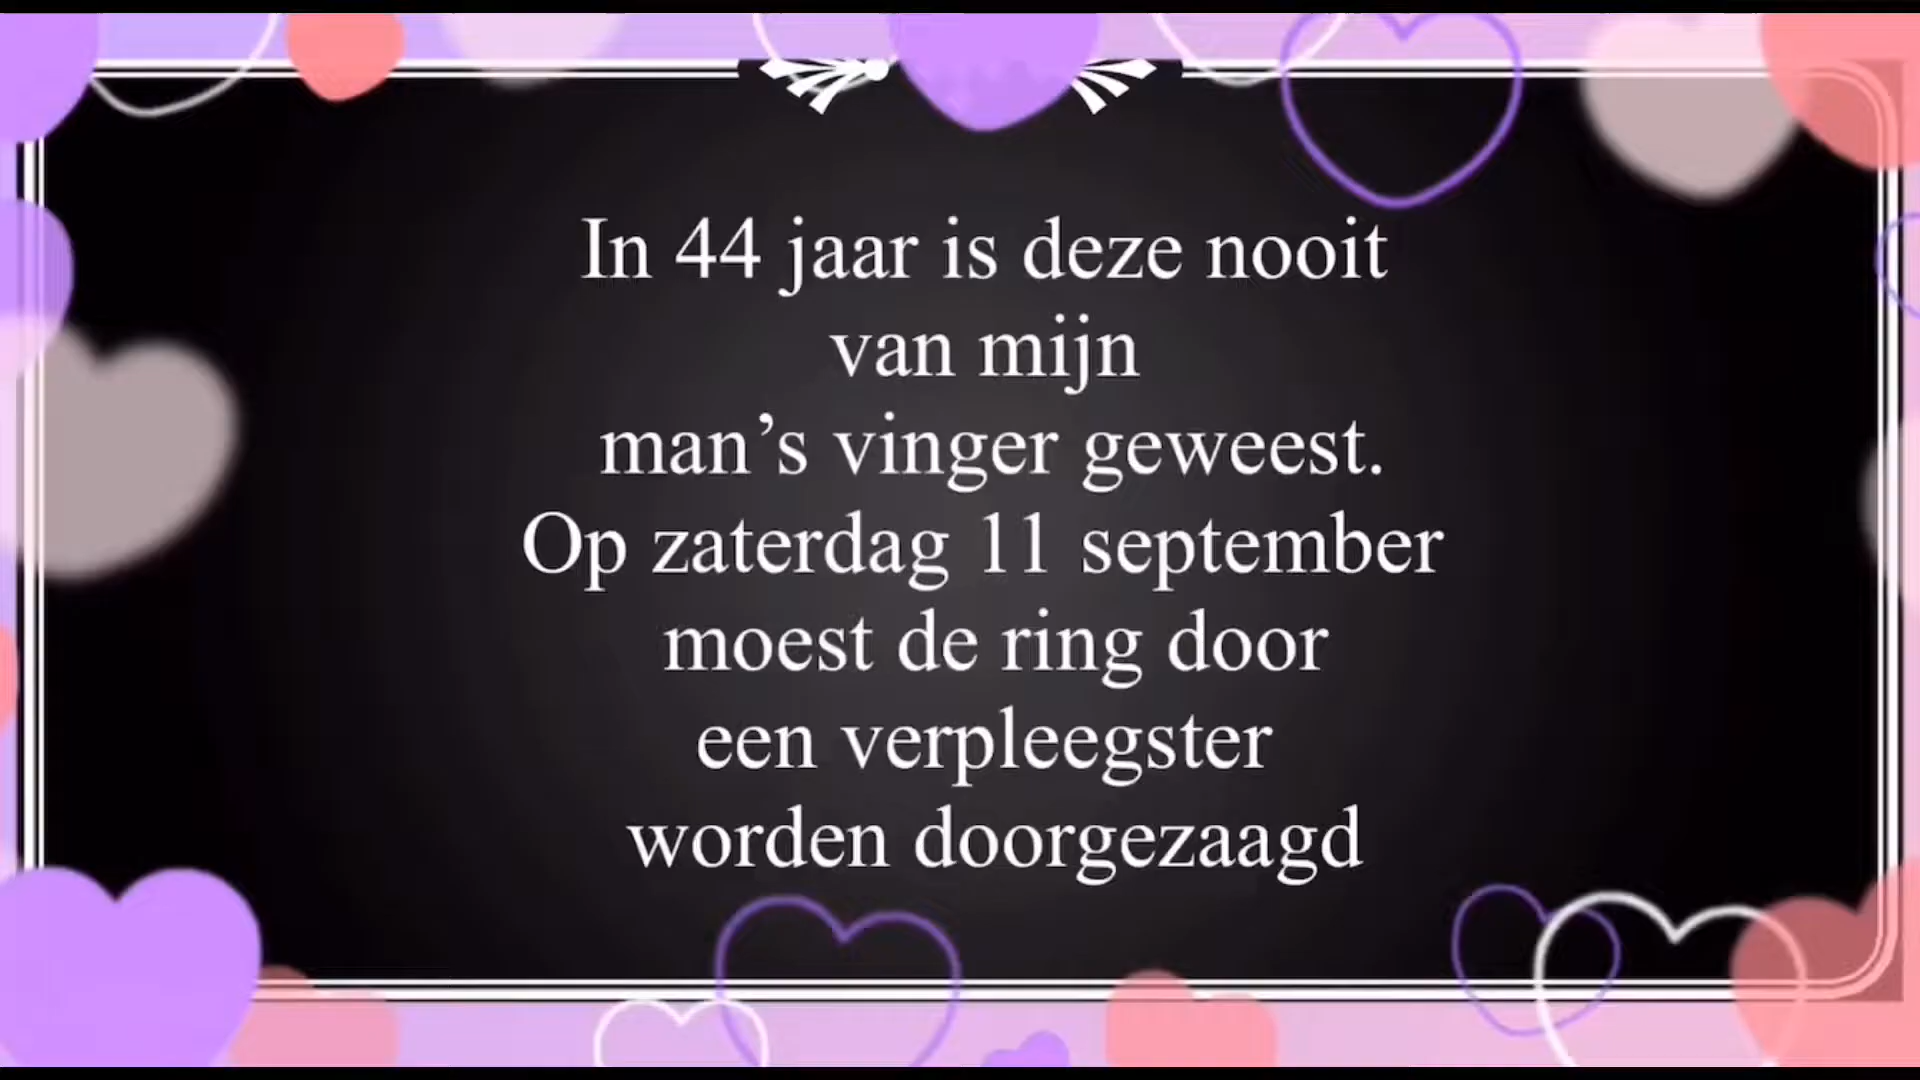 In 44 jaar is deze nooit
van mijn
man’s vinger geweest.
Op zaterdag 11 september
moest de ring door
een verpleegster
worden doorgezaagd